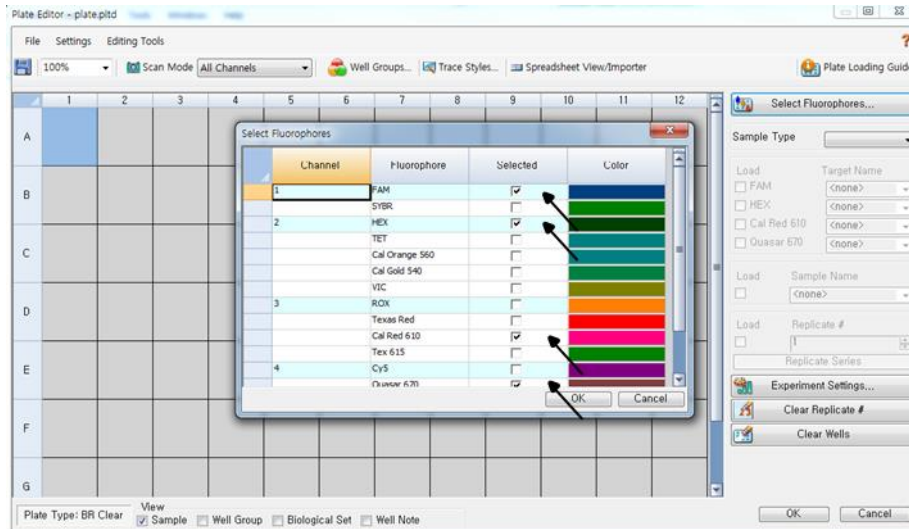 Plate Editor - plate.pltd
File Settings Editing Tools
100% Scan Mode All Channels Well Groups... Trace Styles... Spreadsheet View/Importer Plate Loading Guid
1 2 3 4 5 6 7 8 9 10 11 12
A
B
C
D
E
F
G
Select Fluorophores
Channel Fluorophore Selected Color
1 FAM
SYBR
2 HEX
TET
Cal Orange 560
Cal Gold 540
VIC
3 ROX
Texas Red
Cal Red 610
Tex 615
4 Cy5
Quasar 670
OK Cancel
Select Fluorophores...
Sample Type
Load Target Name
FAM <none>
HEX <none>
Cal Red 610 <none>
Quasar 670 <none>
Load Sample Name
<none>
Load Replicate #
1
Replicate Series
Experiment Settings...
Clear Replicate #
Clear Wells
Plate Type: BR Clear View
Sample Well Group Biological Set Well Note
OK Cancel